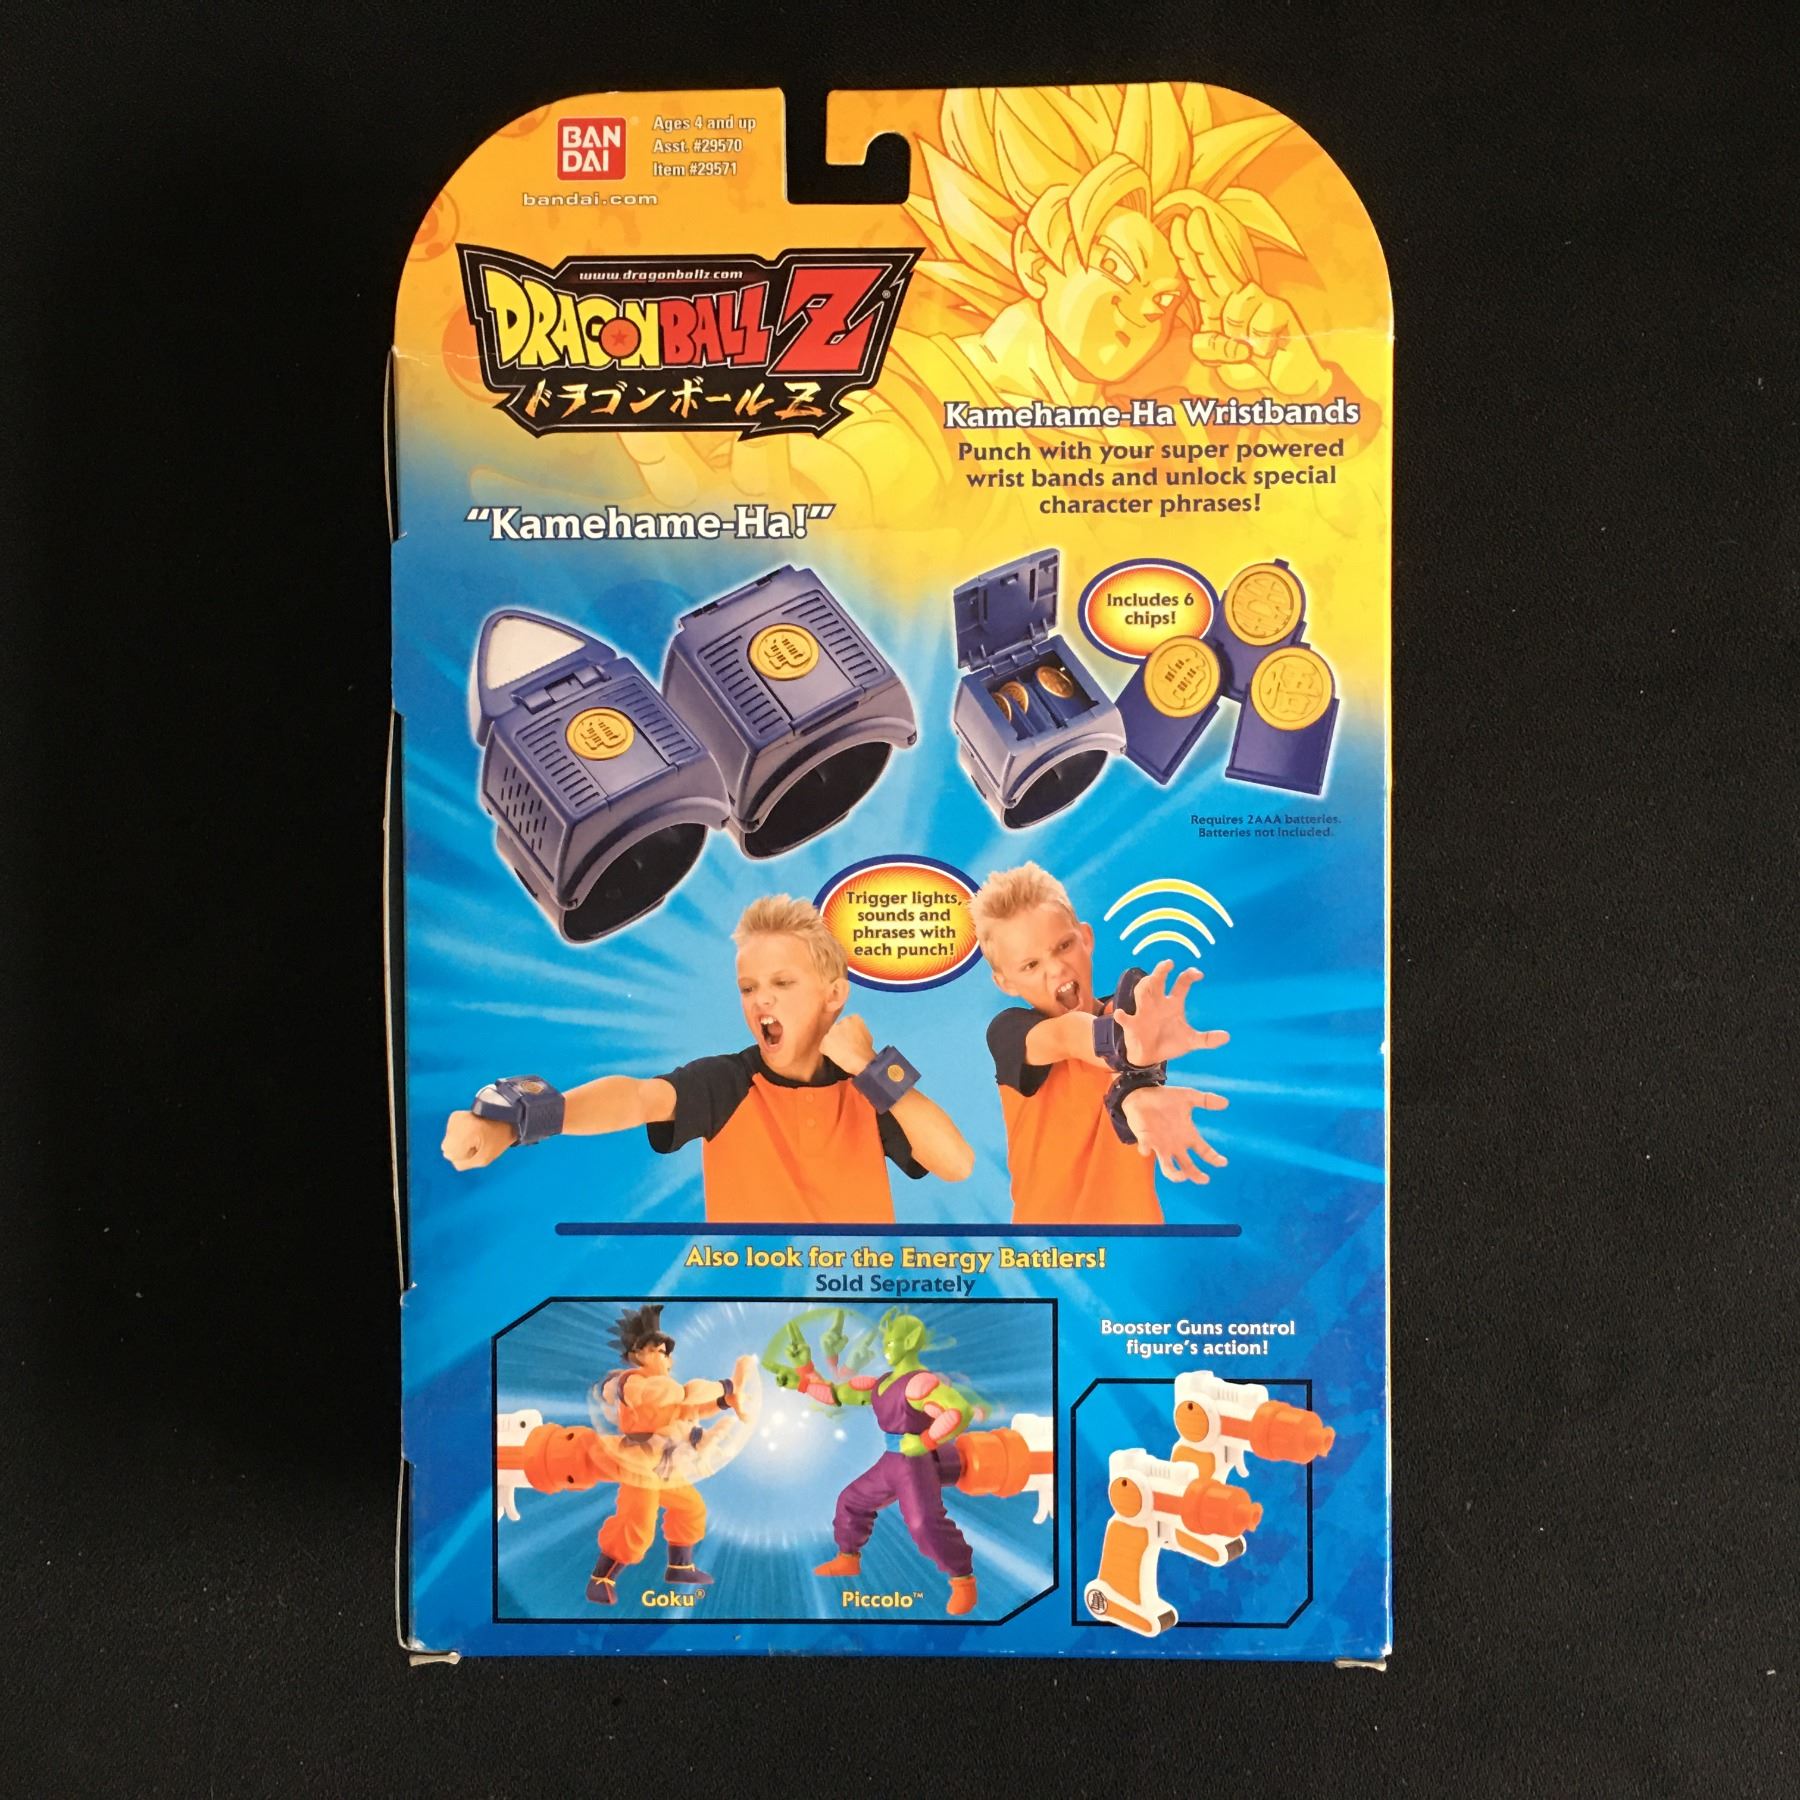 BAN
DAI
Ages 4 and up
Asst. #29570
Item #29571
bandai.com
www.dragonballz.com
DRAGONBALL Z
ドラゴンボールZ
Kamehame-Ha Wristbands
Punch with your super powered
wrist bands and unlock special
character phrases!
“Kamehame-Ha!”
Includes 6
chips!
悟
Requires 2AAA batteries.
Batteries not included.
Trigger lights,
sounds and
phrases with
each punch!
Also look for the Energy Battlers!
Sold Seprately
Booster Guns control
figure's action!
Goku®
Piccolo™